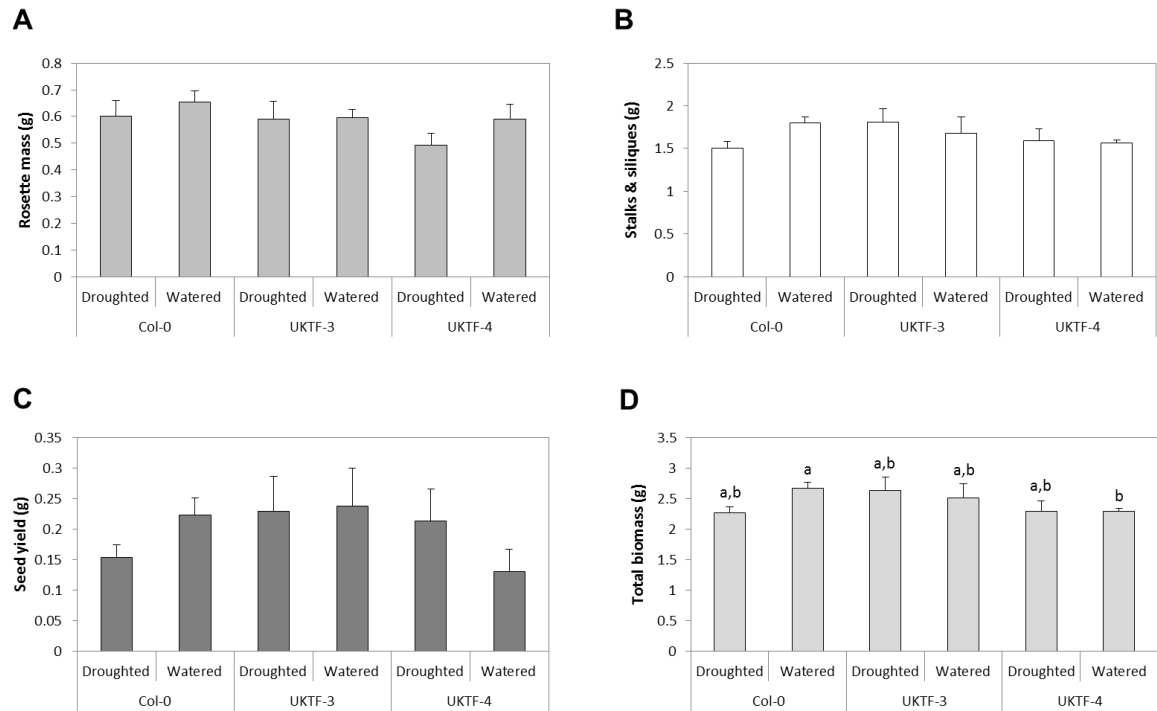 A
Rosette mass (g)
0.8
0.7
0.6
0.5
0.4
0.3
0.2
0.1
0
Droughted Watered Droughted Watered Droughted Watered
Col-0 UKTF-3 UKTF-4
B
Stalks & siliques (g)
2.5
2
1.5
1
0.5
0
Droughted Watered Droughted Watered Droughted Watered
Col-0 UKTF-3 UKTF-4
C
Seed yield (g)
0.35
0.3
0.25
0.2
0.15
0.1
0.05
0
Droughted Watered Droughted Watered Droughted Watered
Col-0 UKTF-3 UKTF-4
D
Total biomass (g)
3.5
3
2.5
2
1.5
1
0.5
0
a,b a a,b a,b a,b b
Droughted Watered Droughted Watered Droughted Watered
Col-0 UKTF-3 UKTF-4